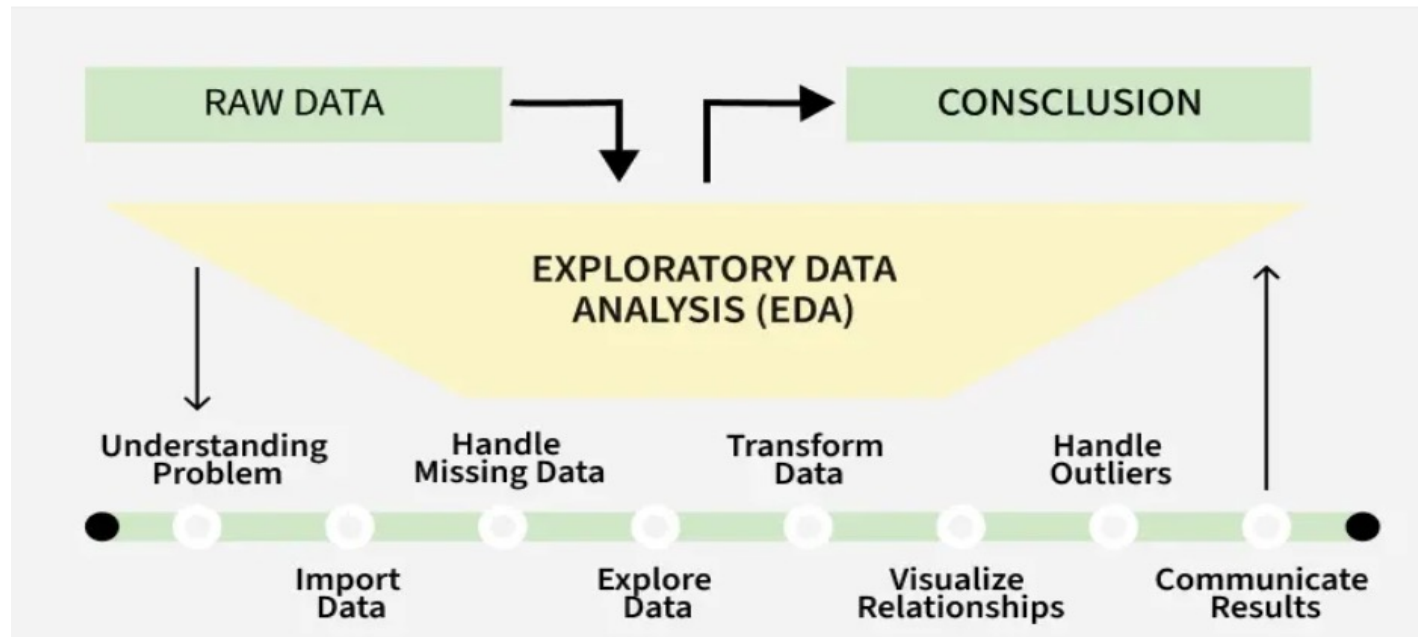 RAW DATA
CONSCLUSION
EXPLORATORY DATA
ANALYSIS (EDA)
Understanding
Problem
Handle
Missing Data
Transform
Data
Handle
Outliers
Import
Data
Explore
Data
Visualize
Relationships
Communicate
Results